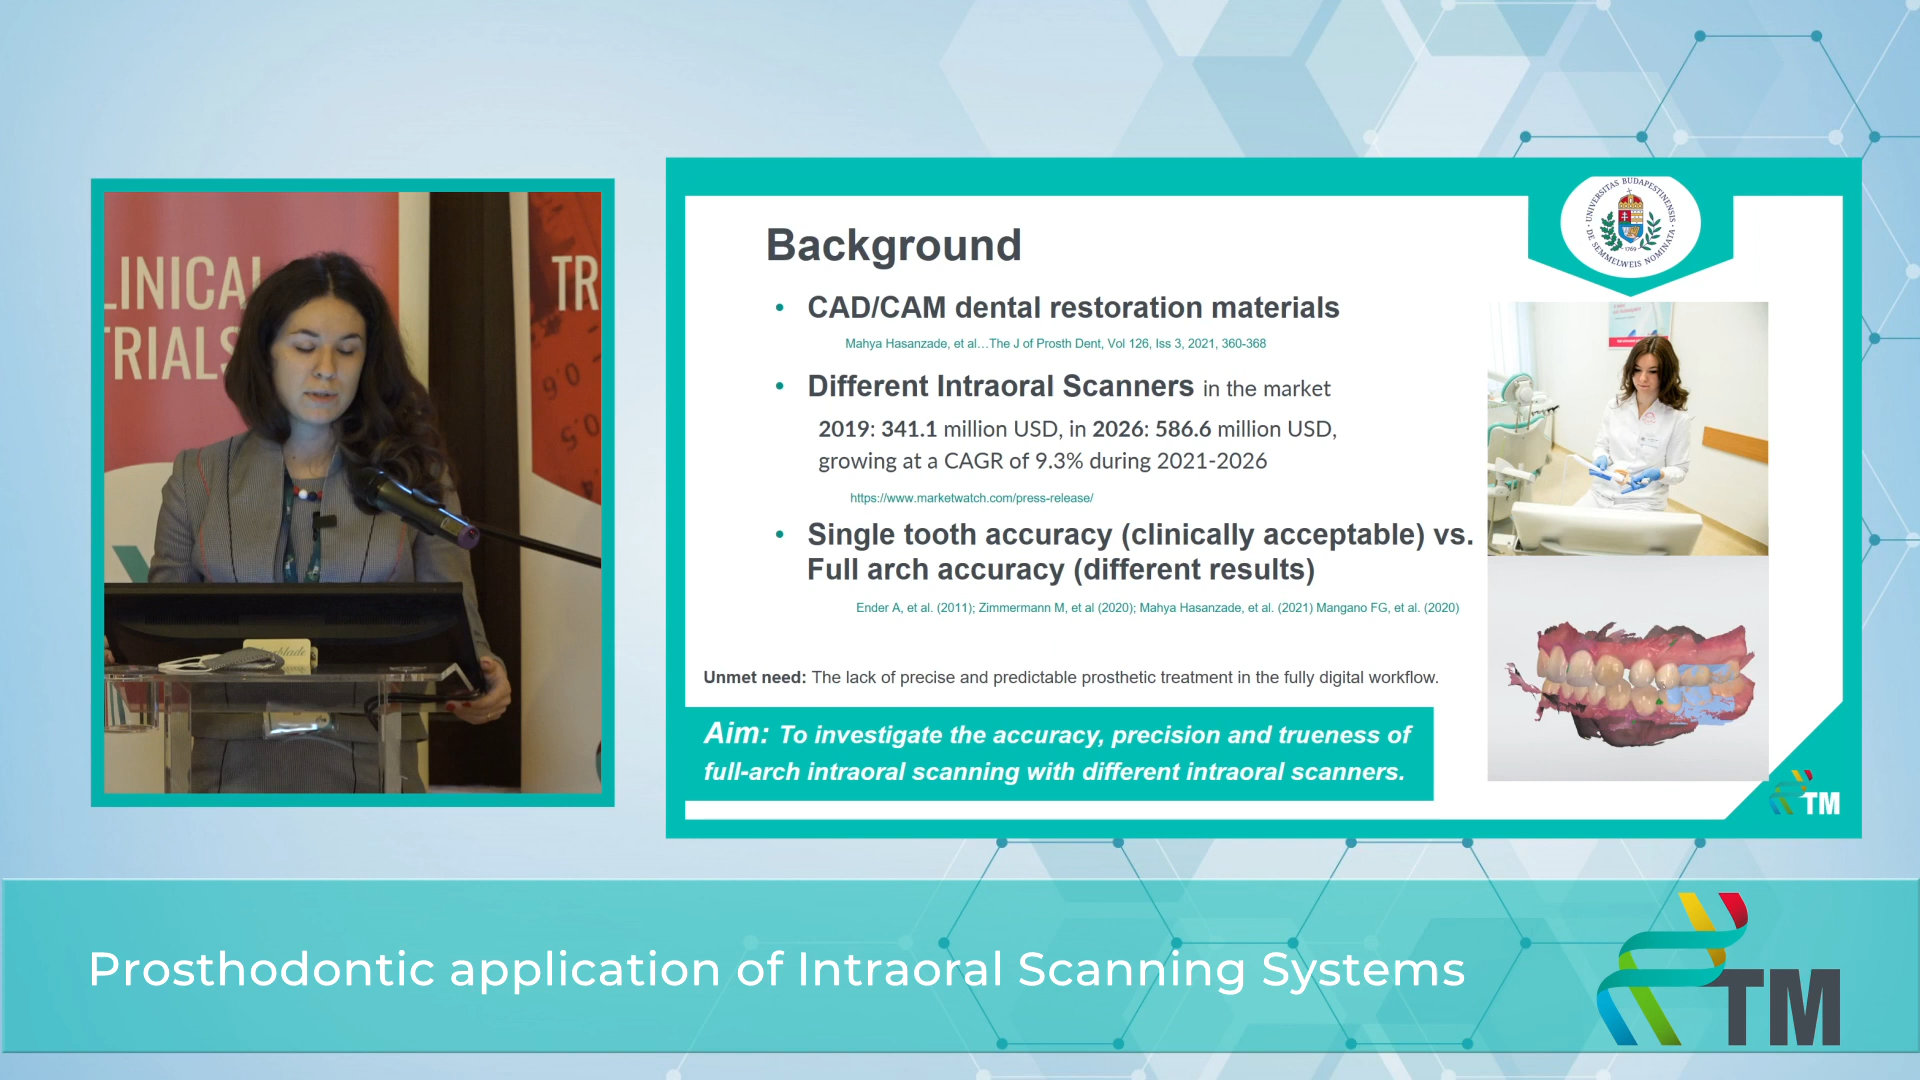 LINICAL
TRIALS
TR
0.6
0.5
UNIVERSITAS BUDAPESTINENSIS
DE SEMMELWEIS NOMINATA
1769
Background
• CAD/CAM dental restoration materials
Mahya Hasanzade, et al…The J of Prosth Dent, Vol 126, Iss 3, 2021, 360-368
• Different Intraoral Scanners in the market
2019: 341.1 million USD, in 2026: 586.6 million USD,
growing at a CAGR of 9.3% during 2021-2026
https://www.marketwatch.com/press-release/
• Single tooth accuracy (clinically acceptable) vs.
Full arch accuracy (different results)
Ender A, et al. (2011); Zimmermann M, et al (2020); Mahya Hasanzade, et al. (2021) Mangano FG, et al. (2020)
Unmet need: The lack of precise and predictable prosthetic treatment in the fully digital workflow.
Aim: To investigate the accuracy, precision and trueness of
full-arch intraoral scanning with different intraoral scanners.
TM
Prosthodontic application of Intraoral Scanning Systems
TM